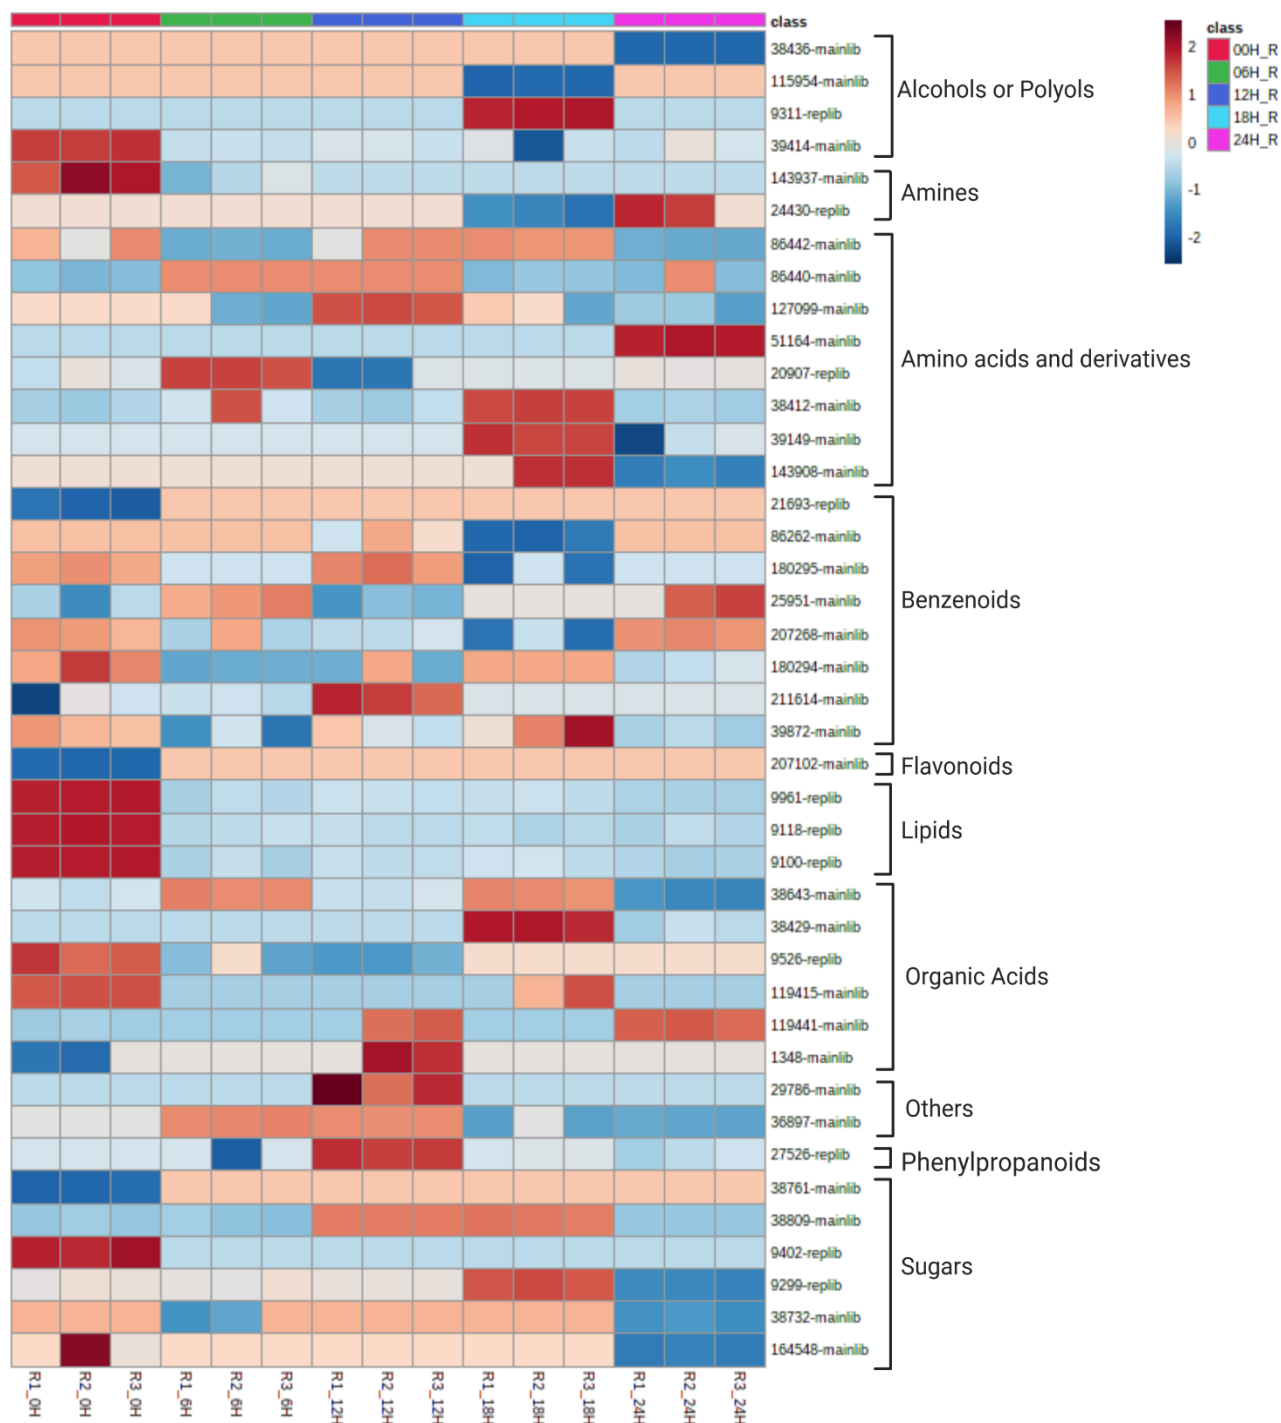 class
38436-mainlib
115954-mainlib
9311-replib
39414-mainlib
143937-mainlib
24430-replib
86442-mainlib
86440-mainlib
127099-mainlib
51164-mainlib
20907-replib
38412-mainlib
39149-mainlib
143908-mainlib
21693-replib
86262-mainlib
180295-mainlib
25951-mainlib
207268-mainlib
180294-mainlib
211614-mainlib
39872-mainlib
207102-mainlib
9961-replib
9118-replib
9100-replib
38643-mainlib
38429-mainlib
9526-replib
119415-mainlib
119441-mainlib
1348-mainlib
29786-mainlib
36897-mainlib
27526-replib
38761-mainlib
38809-mainlib
9402-replib
9299-replib
38732-mainlib
164548-mainlib
Alcohols or Polyols
Amines
Amino acids and derivatives
Benzenoids
Flavonoids
Lipids
Organic Acids
Others
Phenylpropanoids
Sugars
2
1
0
-1
-2
class
00H_R
06H_R
12H_R
18H_R
24H_R
R1_0H
R2_0H
R3_0H
R1_6H
R2_6H
R3_6H
R1_12H
R2_12H
R3_12H
R1_18H
R2_18H
R3_18H
R1_24H
R2_24H
R3_24H